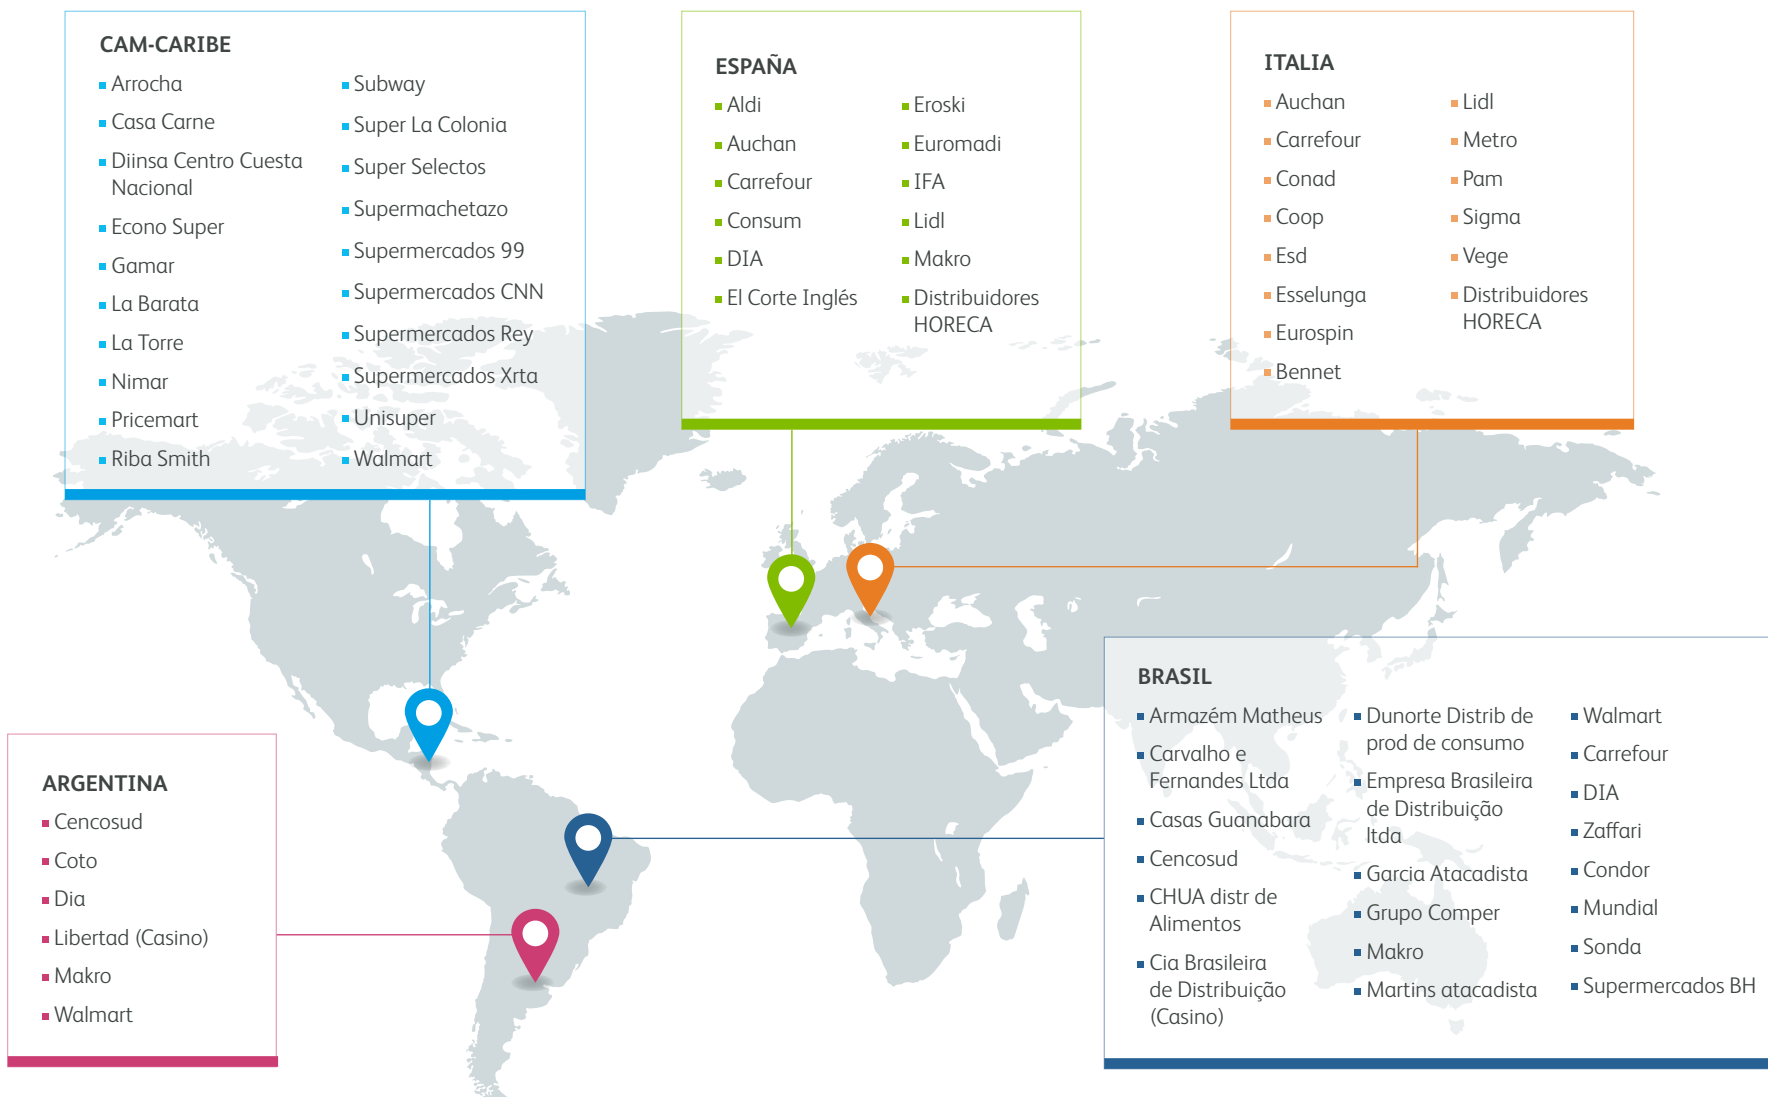 CAM-CARIBE
Arrocha
Casa Carne
Diinsa Centro Cuesta
Nacional
Econo Super
Gamar
La Barata
La Torre
Nimar
Pricemart
Riba Smith
Subway
Super La Colonia
Super Selectos
Supermachetazo
Supermercados 99
Supermercados CNN
Supermercados Rey
Supermercados Xrta
Unisuper
Walmart
ESPAÑA
Aldi
Auchan
Carrefour
Consum
DIA
El Corte Inglés
Eroski
Euromadi
IFA
Lidl
Makro
Distribuidores
HORECA
ITALIA
Auchan
Carrefour
Conad
Coop
Esd
Esselunga
Eurospin
Bennet
Lidl
Metro
Pam
Sigma
Vege
Distribuidores
HORECA
ARGENTINA
Cencosud
Coto
Dia
Libertad (Casino)
Makro
Walmart
BRASIL
Armazém Matheus
Carvalho e
Fernandes Ltda
Casas Guanabara
Cencosud
CHUA distr de
Alimentos
Cia Brasileira
de Distribuição
(Casino)
Dunorte Distrib de
prod de consumo
Empresa Brasileira
de Distribuição
ltda
Garcia Atacadista
Grupo Comper
Makro
Martins atacadista
Walmart
Carrefour
DIA
Zaffari
Condor
Mundial
Sonda
Supermercados BH